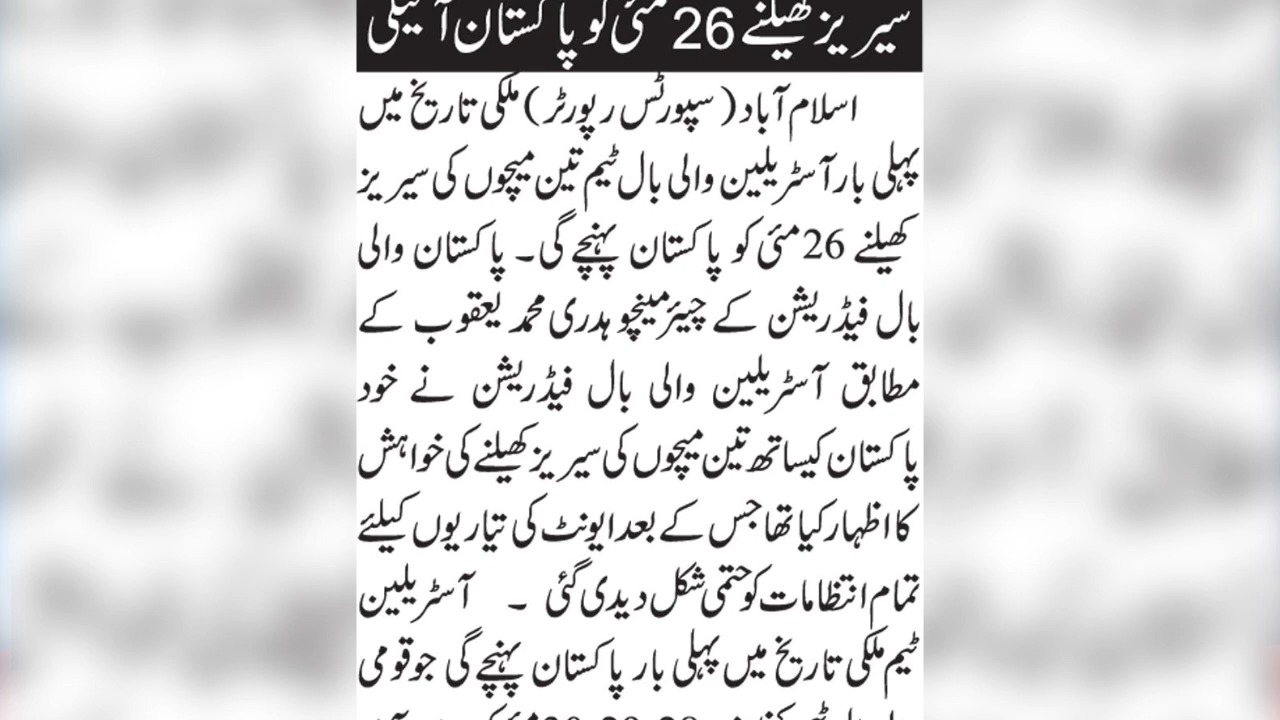 سیریز کھیلنے 26 مئی کو پاکستان آئیگی
اسلام آباد (سپورٹس رپورٹر) ملکی تاریخ میں
پہلی بار آسٹریلین والی بال ٹیم تین میچوں کی سیریز
کھیلنے 26 مئی کو پاکستان پہنچے گی۔ پاکستان والی
بال فیڈریشن کے چیئرمینچوہدری محمد یعقوب کے
مطابق آسٹریلین والی بال فیڈریشن نے خود
پاکستان کیساتھ تین میچوں کی سیریز کھیلنے کی خواہش
کا اظہار کیا تھا جس کے بعد ایونٹ کی تیاریوں کیلئے
تمام انتظامات کو حتمی شکل دیدی گئی ۔ آسٹریلین
ٹیم ملکی تاریخ میں پہلی بار پاکستان پہنچے گی جو قومی